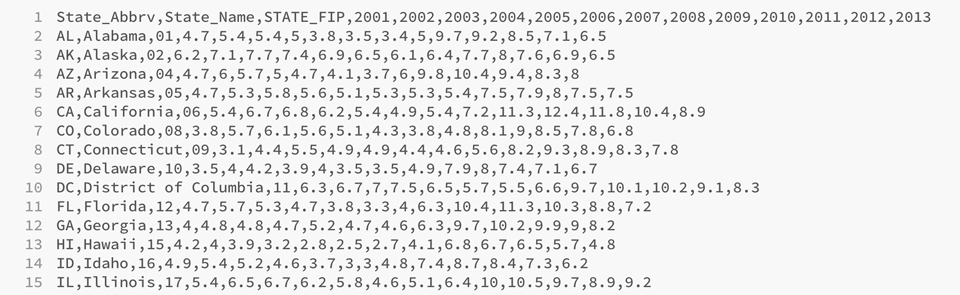 1 State_Abbrv,State_Name,STATE_FIP,2001,2002,2003,2004,2005,2006,2007,2008,2009,2010,2011,2012,2013
2 AL,Alabama,01,4.7,5.4,5.4,5,3.8,3.5,3.4,5,9.7,9.2,8.5,7.1,6.5
3 AK,Alaska,02,6.2,7.1,7.7,7.4,6.9,6.5,6.1,6.4,7.7,8,7.6,6.9,6.5
4 AZ,Arizona,04,4.7,6,5.7,5,4.7,4.1,3.7,6,9.8,10.4,9.4,8.3,8
5 AR,Arkansas,05,4.7,5.3,5.8,5.6,5.1,5.3,5.3,5.4,7.5,7.9,8,7.5,7.5
6 CA,California,06,5.4,6.7,6.8,6.2,5.4,4.9,5.4,7.2,11.3,12.4,11.8,10.4,8.9
7 CO,Colorado,08,3.8,5.7,6.1,5.6,5.1,4.3,3.8,4.8,8.1,9,8.5,7.8,6.8
8 CT,Connecticut,09,3.1,4.4,5.5,4.9,4.9,4.4,4.6,5.6,8.2,9.3,8.9,8.3,7.8
9 DE,Delaware,10,3.5,4,4.2,3.9,4,3.5,3.5,4.9,7.9,8,7.4,7.1,6.7
10 DC,District of Columbia,11,6.3,6.7,7,7.5,6.5,5.7,5.5,6.6,9.7,10.1,10.2,9.1,8.3
11 FL,Florida,12,4.7,5.7,5.3,4.7,3.8,3.3,4,6.3,10.4,11.3,10.3,8.8,7.2
12 GA,Georgia,13,4,4.8,4.8,4.7,5.2,4.7,4.6,6.3,9.7,10.2,9.9,9,8.2
13 HI,Hawaii,15,4.2,4,3.9,3.2,2.8,2.5,2.7,4.1,6.8,6.7,6.5,5.7,4.8
14 ID,Idaho,16,4.9,5.4,5.2,4.6,3.7,3,3,4.8,7.4,8.7,8.4,7.3,6.2
15 IL,Illinois,17,5.4,6.5,6.7,6.2,5.8,4.6,5.1,6.4,10,10.5,9.7,8.9,9.2